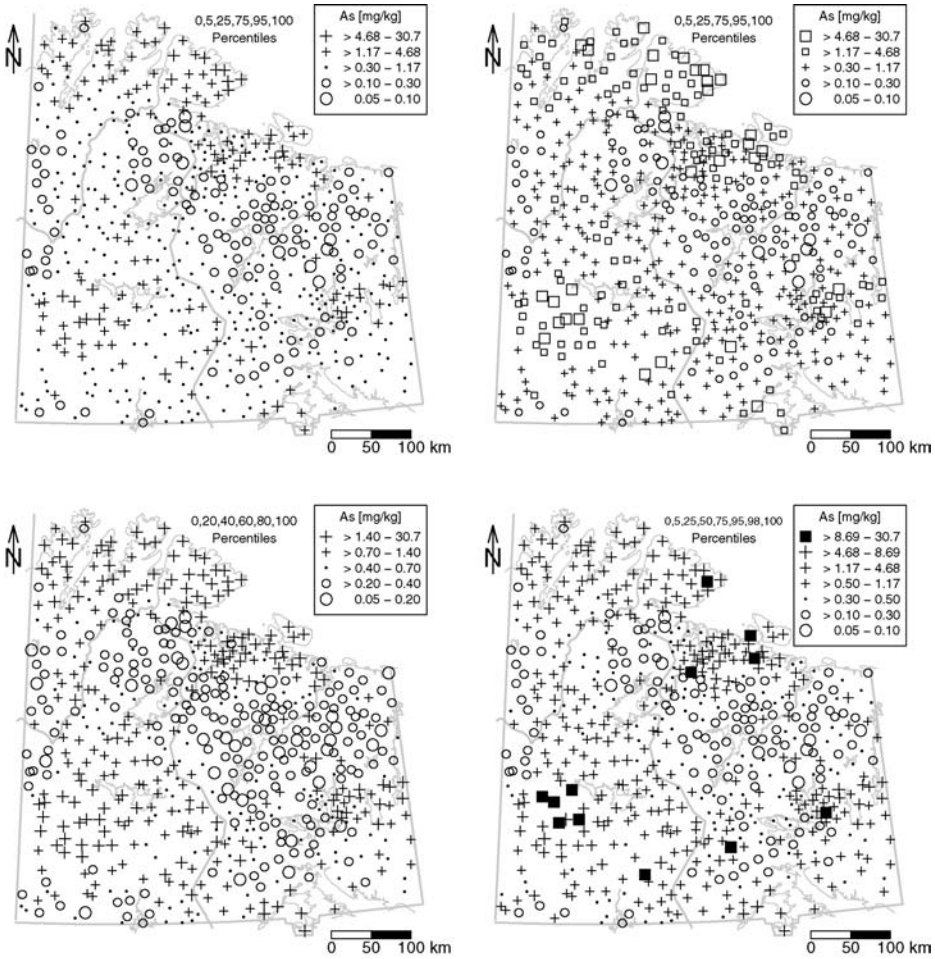 0,5,25,75,95,100
Percentiles
As [mg/kg]
> 4.68 – 30.7
> 1.17 – 4.68
> 0.30 – 1.17
> 0.10 – 0.30
0.05 – 0.10
N
0 50 100 km
0,5,25,75,95,100
Percentiles
As [mg/kg]
> 4.68 – 30.7
> 1.17 – 4.68
> 0.30 – 1.17
> 0.10 – 0.30
0.05 – 0.10
N
0 50 100 km
0,20,40,60,80,100
Percentiles
As [mg/kg]
> 1.40 – 30.7
> 0.70 – 1.40
> 0.40 – 0.70
> 0.20 – 0.40
0.05 – 0.20
N
0 50 100 km
0,5,25,50,75,95,98,100
Percentiles
As [mg/kg]
> 8.69 – 30.7
> 4.68 – 8.69
> 1.17 – 4.68
> 0.50 – 1.17
> 0.30 – 0.50
> 0.10 – 0.30
0.05 – 0.10
N
0 50 100 km